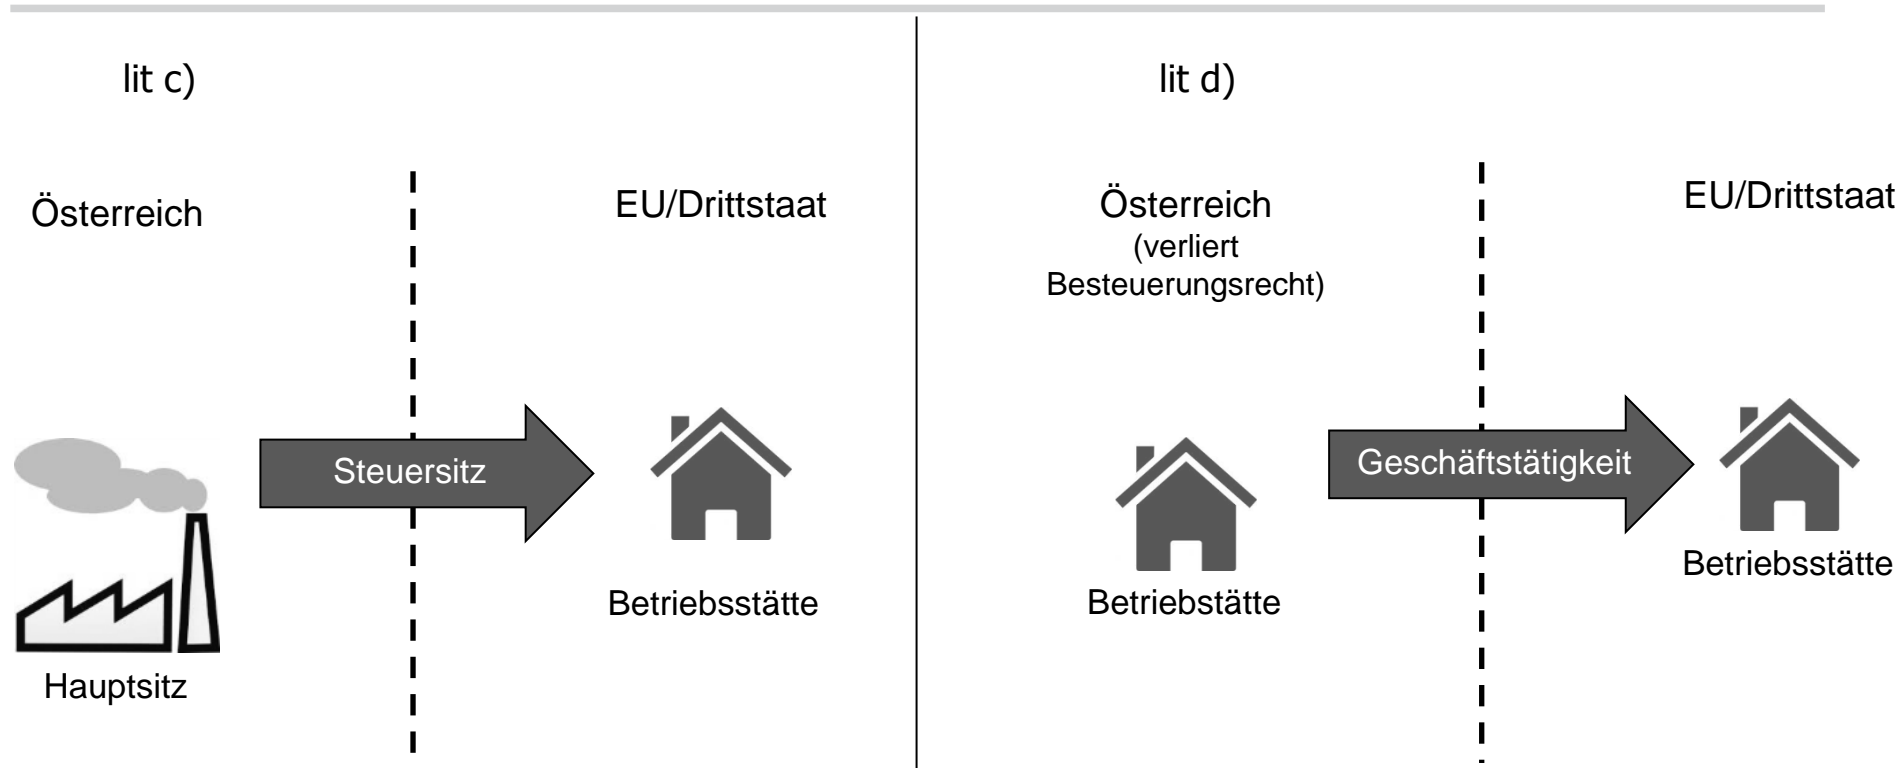 lit c)
Österreich
EU/Drittstaat
Steuersitz
Betriebsstätte
Hauptsitz
lit d)
Österreich
(verliert
Besteuerungsrecht)
EU/Drittstaat
Geschäftstätigkeit
Betriebstätte
Betriebsstätte